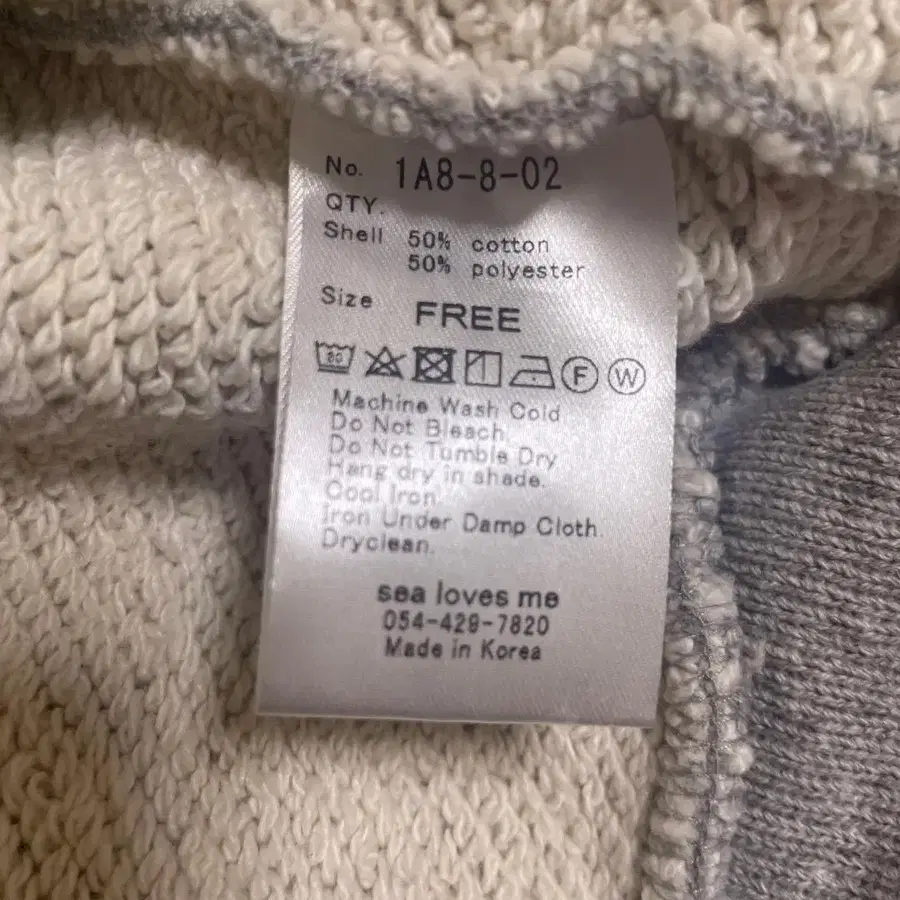 No. 1A8-8-02
QTY.
Shell 50% cotton
50% polyester
Size FREE
F W
Machine Wash Cold
Do Not Bleach.
Do Not Tumble Dry
Hang dry in shade.
Cool Iron
Iron Under Damp Cloth.
Dryclean.
sea loves me
054-429-7820
Made in Korea